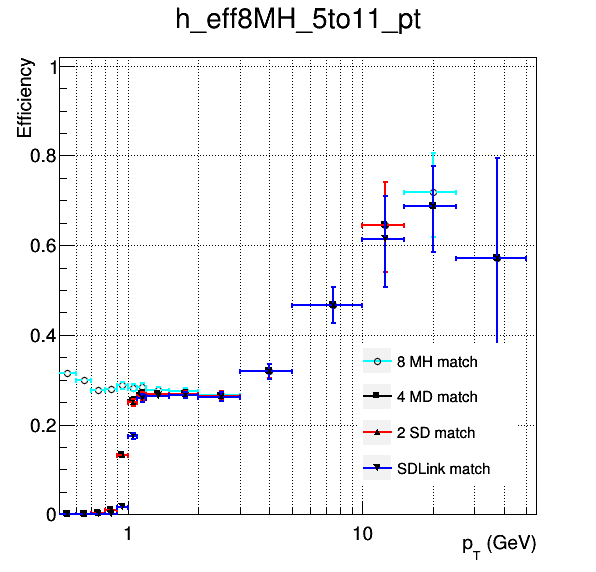 h_eff8MH_5to11_pt
Efficiency
1
0.8
0.6
0.4
0.2
0
8 MH match
4 MD match
2 SD match
SDLink match
1
10
p_T (GeV)